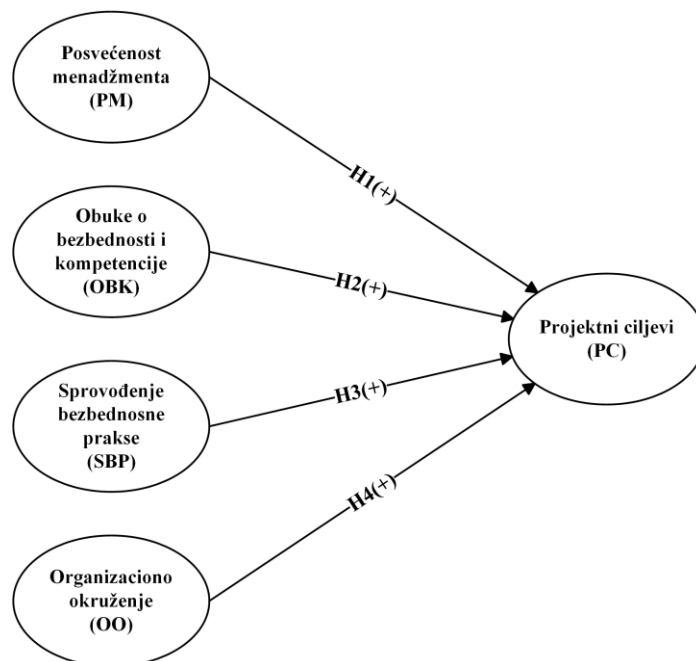 Posvećenost
menadžmenta
(PM)
H1(+)
Obuke o
bezbednosti i
kompetencije
(OBK)
H2(+)
Projektni ciljevi
(PC)
Sprovođenje
bezbednosne
prakse
(SBP)
H3(+)
H4(+)
Organizaciono
okruženje
(OO)